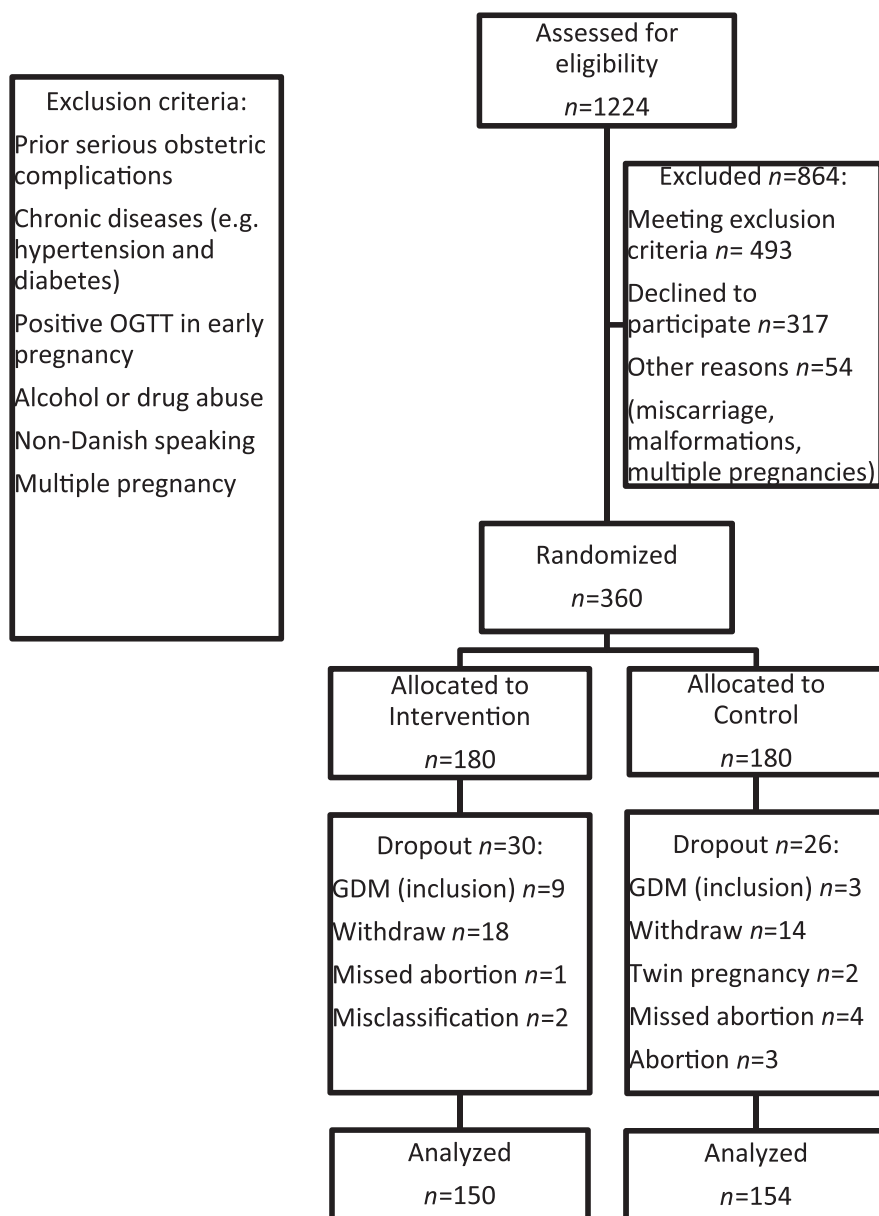 Assessed for
eligibility
n=1224
Exclusion criteria:
Prior serious obstetric
complications
Chronic diseases (e.g.
hypertension and
diabetes)
Positive OGTT in early
pregnancy
Alcohol or drug abuse
Non-Danish speaking
Multiple pregnancy
Excluded n=864:
Meeting exclusion
criteria n= 493
Declined to
participate n=317
Other reasons n=54
(miscarriage,
malformations,
multiple pregnancies)
Randomized
n=360
Allocated to
Intervention
n=180
Allocated to
Control
n=180
Dropout n=30:
GDM (inclusion) n=9
Withdraw n=18
Missed abortion n=1
Misclassification n=2
Dropout n=26:
GDM (inclusion) n=3
Withdraw n=14
Twin pregnancy n=2
Missed abortion n=4
Abortion n=3
Analyzed
n=150
Analyzed
n=154